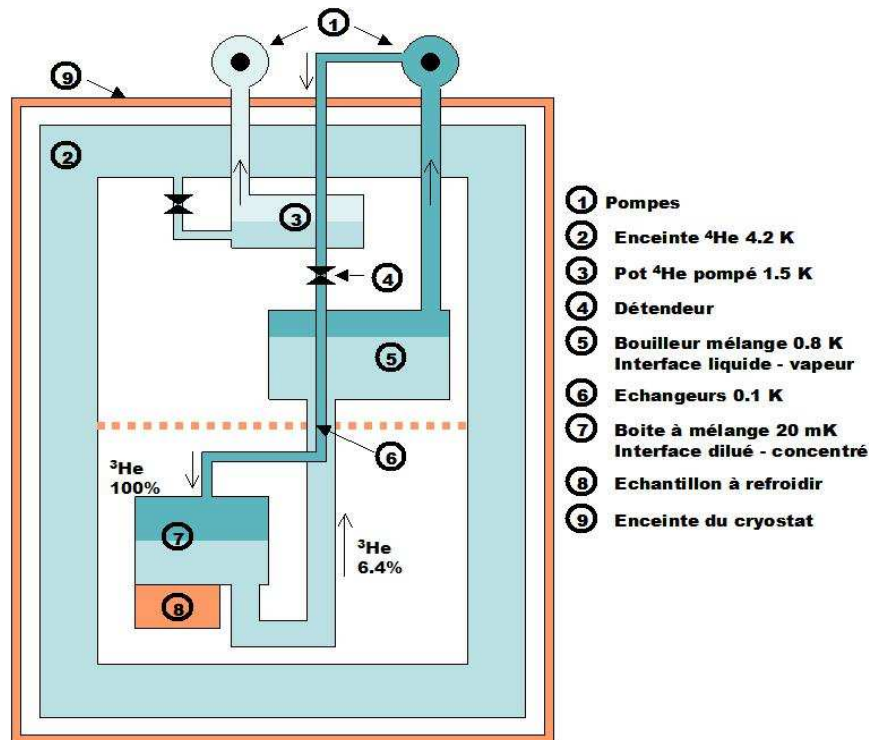 1
9
2
3
4
5
6
³He
100%
7
³He
6.4%
8
1 Pompes
2 Enceinte ⁴He 4.2 K
3 Pot ⁴He pompé 1.5 K
4 Détendeur
5 Bouilleur mélange 0.8 K
Interface liquide - vapeur
6 Echangeurs 0.1 K
7 Boite à mélange 20 mK
Interface dilué - concentré
8 Echantillon à refroidir
9 Enceinte du cryostat